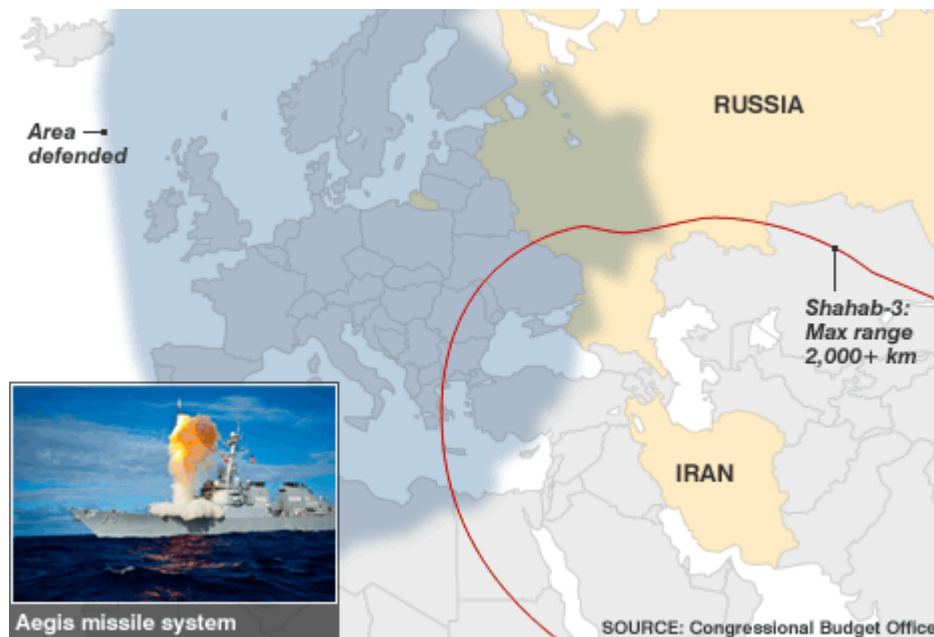 RUSSIA
Area
defended
Shahab-3:
Max range
2,000+ km
IRAN
Aegis missile system
SOURCE: Congressional Budget Office